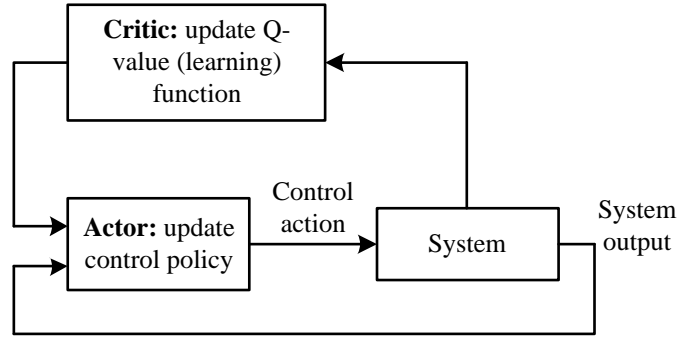 Critic: update Q-
value (learning)
function
Control
action
System
output
Actor: update
control policy
System